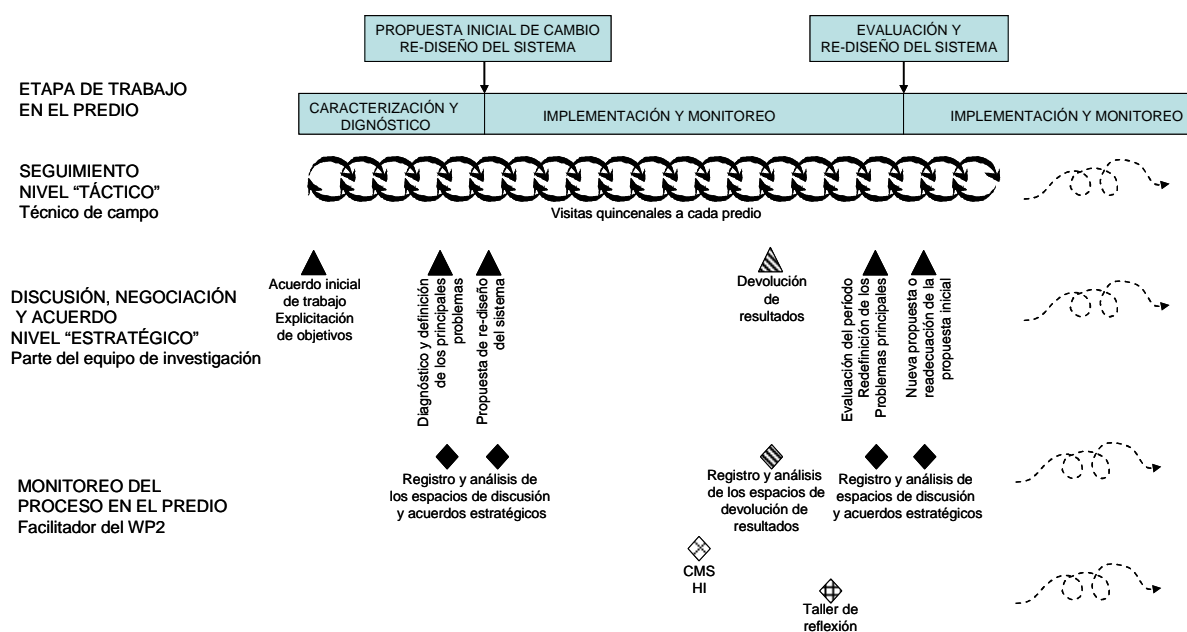 PROPUESTA INICIAL DE CAMBIO
RE-DISEÑO DEL SISTEMA
EVALUACIÓN Y
RE-DISEÑO DEL SISTEMA
ETAPA DE TRABAJO
EN EL PREDIO
CARACTERIZACIÓN Y
DIGNÓSTICO
IMPLEMENTACIÓN Y MONITOREO
IMPLEMENTACIÓN Y MONITOREO
SEGUIMIENTO
NIVEL “TÁCTICO”
Técnico de campo
Visitas quincenales a cada predio
DISCUSIÓN, NEGOCIACIÓN
Y ACUERDO
NIVEL “ESTRATÉGICO”
Parte del equipo de investigación
Acuerdo inicial
de trabajo
Explicitación
de objetivos
Diagnóstico y definición
de los principales
problemas
Propuesta de re-diseño
del sistema
Devolución
de
resultados
Evaluación del período
Redefinición de los
Problemas principales
Nueva propuesta o
readecuación de la
propuesta inicial
MONITOREO DEL
PROCESO EN EL PREDIO
Facilitador del WP2
Registro y análisis de
los espacios de discusión
y acuerdos estratégicos
Registro y análisis
de los espacios de
devolución de
resultados
Registro y análisis de
espacios de discusión
y acuerdos estratégicos
CMS
HI
Taller de
reflexión